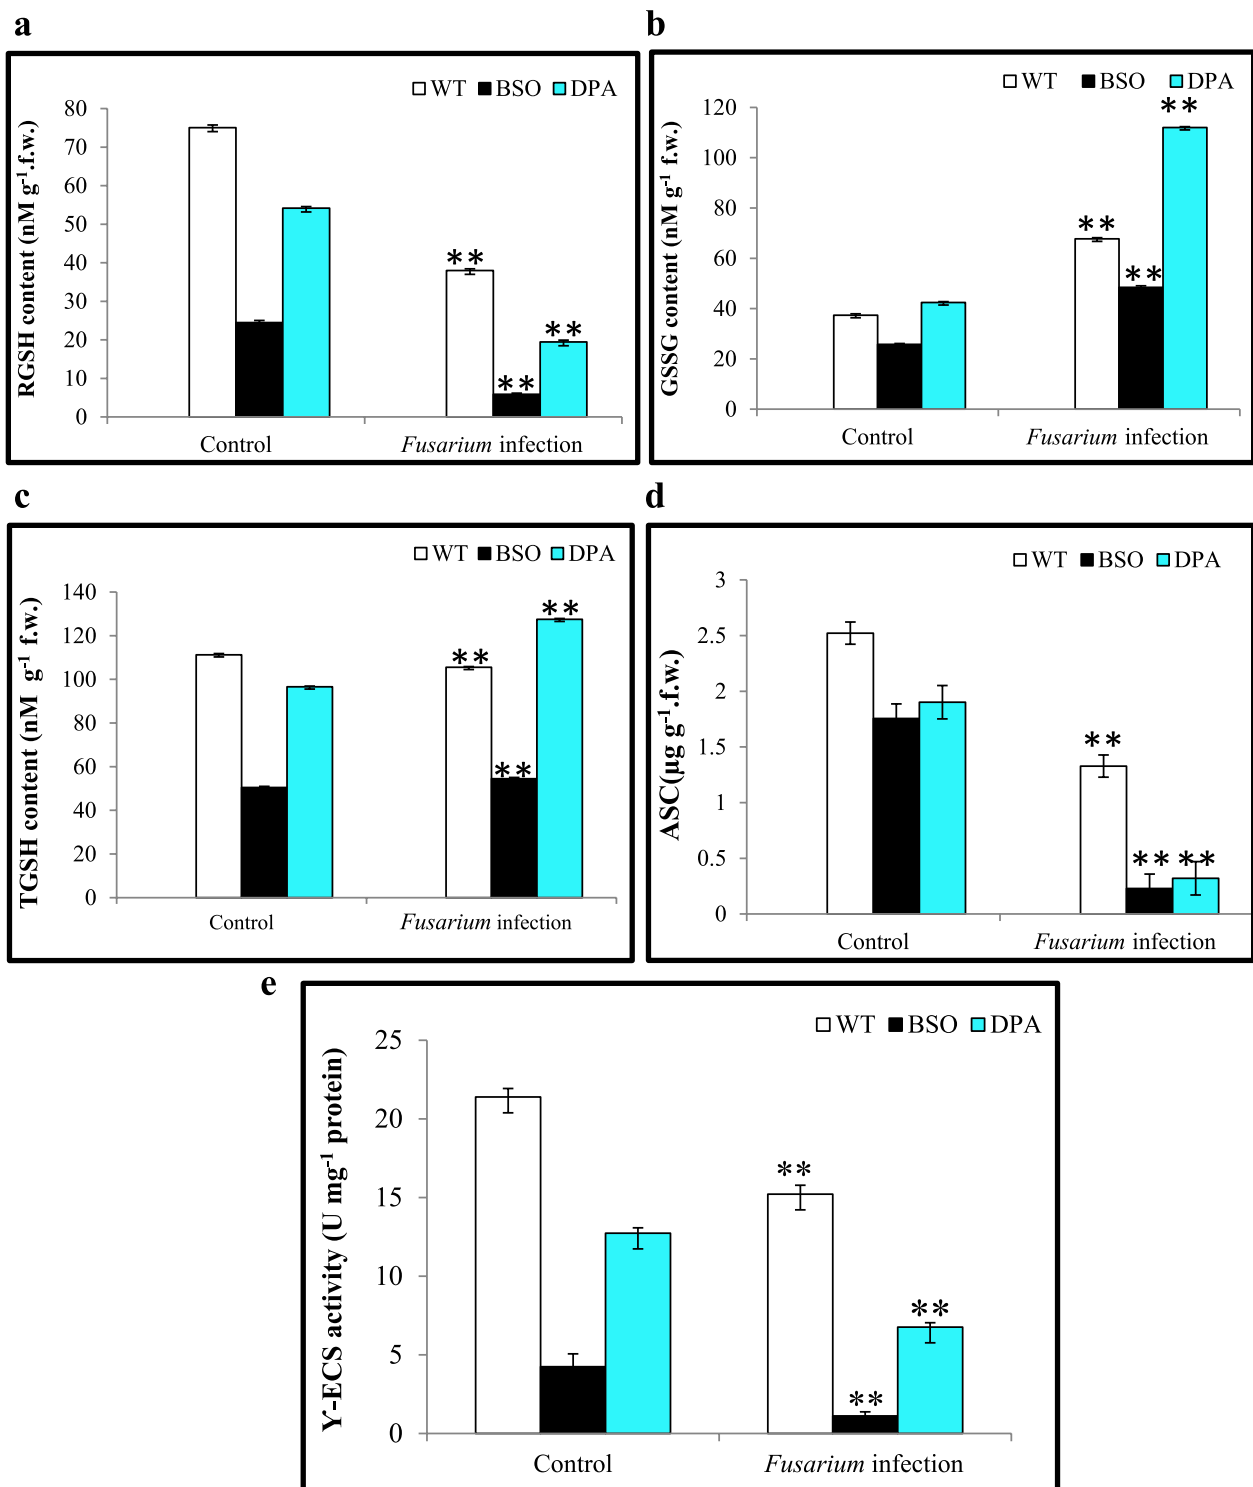 a
WT BSO DPA
RGSH content (nM g-1.f.w.)
80
70
60
50
40
30
20
10
0
**
**
**
Control
Fusarium infection
b
WT BSO DPA
GSSG content (nM g-1 f.w.)
120
100
80
60
40
20
0
**
**
**
Control
Fusarium infection
c
WT BSO DPA
TGSH content (nM g-1 f.w.)
140
120
100
80
60
40
20
0
**
**
**
Control
Fusarium infection
d
WT BSO DPA
ASC(µg g-1.f.w.)
3
2.5
2
1.5
1
0.5
0
**
**
**
Control
Fusarium infection
e
WT BSO DPA
ϒ-ECS activity (U mg-1 protein)
25
20
15
10
5
0
**
**
**
Control
Fusarium infection